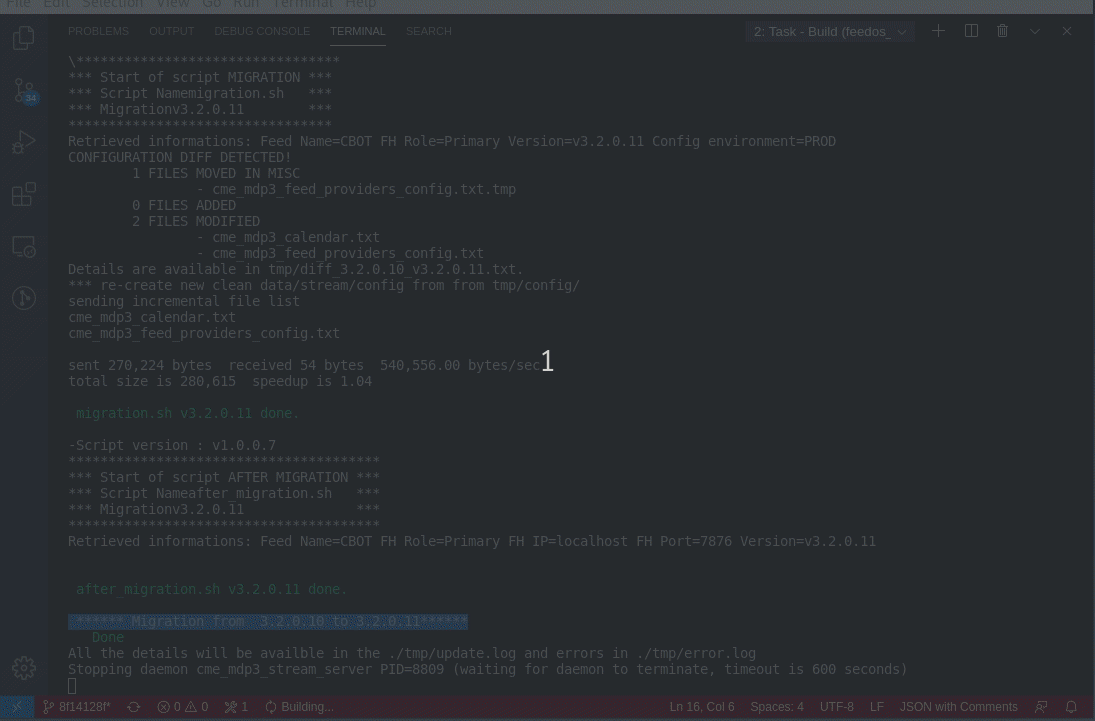 File Edit Selection View Go Run Terminal Help
PROBLEMS OUTPUT DEBUG CONSOLE TERMINAL SEARCH 2: Task - Build (feedos_
\********************************
*** Start of script MIGRATION ***
*** Script Namemigration.sh   ***
*** Migrationv3.2.0.11        ***
*********************************
Retrieved informations: Feed Name=CBOT FH Role=Primary Version=v3.2.0.11 Config environment=PROD
CONFIGURATION DIFF DETECTED!
1 FILES MOVED IN MISC
- cme_mdp3_feed_providers_config.txt.tmp
0 FILES ADDED
2 FILES MODIFIED
- cme_mdp3_calendar.txt
- cme_mdp3_feed_providers_config.txt
Details are available in tmp/diff_3.2.0.10_v3.2.0.11.txt.
*** re-create new clean data/stream/config from from tmp/config/
sending incremental file list
cme_mdp3_calendar.txt
cme_mdp3_feed_providers_config.txt
sent 270,224 bytes  received 54 bytes  540,556.00 bytes/sec
1
total size is 280,615  speedup is 1.04
migration.sh v3.2.0.11 done.
-Script version : v1.0.0.7
***************************************
*** Start of script AFTER MIGRATION ***
*** Script Nameafter_migration.sh   ***
*** Migrationv3.2.0.11              ***
***************************************
Retrieved informations: Feed Name=CBOT FH Role=Primary FH IP=localhost FH Port=7876 Version=v3.2.0.11
after_migration.sh v3.2.0.11 done.
****** Migration from  3.2.0.10 to 3.2.0.11******
Done
All the details will be availble in the ./tmp/update.log and errors in ./tmp/error.log
Stopping daemon cme_mdp3_stream_server PID=8809 (waiting for daemon to terminate, timeout is 600 seconds)
34
8f14128f* 0 0 1 Building... Ln 16, Col 6 Spaces: 4 UTF-8 LF JSON with Comments